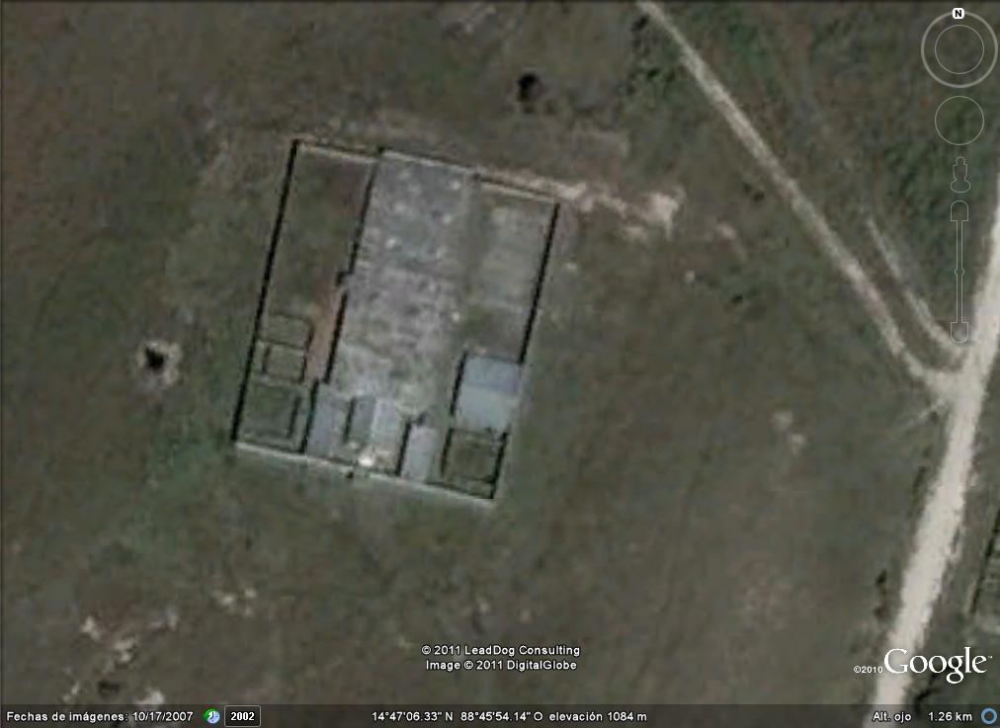 N
© 2011 LeadDog Consulting
Image © 2011 DigitalGlobe
©2010 Google™
Fechas de imágenes: 10/17/2007 2002 14°47'06.33" N 88°45'54.14" O elevación 1084 m Alt. ojo 1.26 km